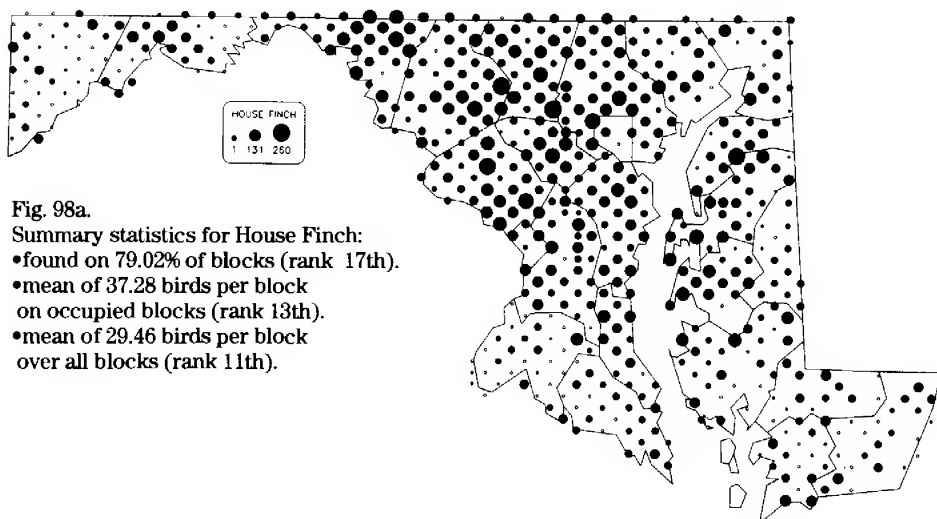 HOUSE FINCH
1 131 260
Fig. 98a.
Summary statistics for House Finch:
•found on 79.02% of blocks (rank 17th).
•mean of 37.28 birds per block
on occupied blocks (rank 13th).
•mean of 29.46 birds per block
over all blocks (rank 11th).